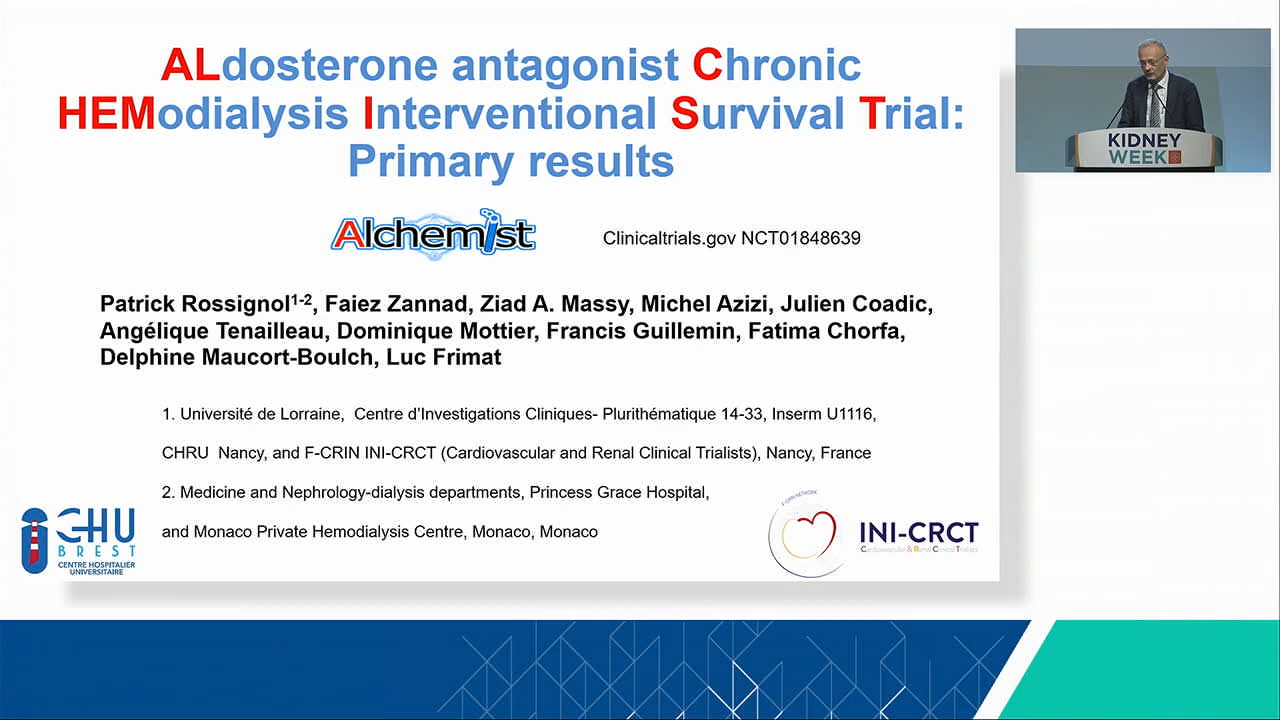 ALdosterone antagonist Chronic
HEModialysis Interventional Survival Trial:
Primary results
Alchemist
Clinicaltrials.gov NCT01848639
Patrick Rossignol1-2, Faiez Zannad, Ziad A. Massy, Michel Azizi, Julien Coadic,
Angélique Tenailleau, Dominique Mottier, Francis Guillemin, Fatima Chorfa,
Delphine Maucort-Boulch, Luc Frimat
1. Université de Lorraine, Centre d'Investigations Cliniques- Plurithématique 14-33, Inserm U1116,
CHRU Nancy, and F-CRIN INI-CRCT (Cardiovascular and Renal Clinical Trialists), Nancy, France
2. Medicine and Nephrology-dialysis departments, Princess Grace Hospital,
and Monaco Private Hemodialysis Centre, Monaco, Monaco
CHU
BREST
CENTRE HOSPITALIER
UNIVERSITAIRE
INI-CRCT
Cardiovascular & Renal Clinical Trialists
KIDNEY
WEEK